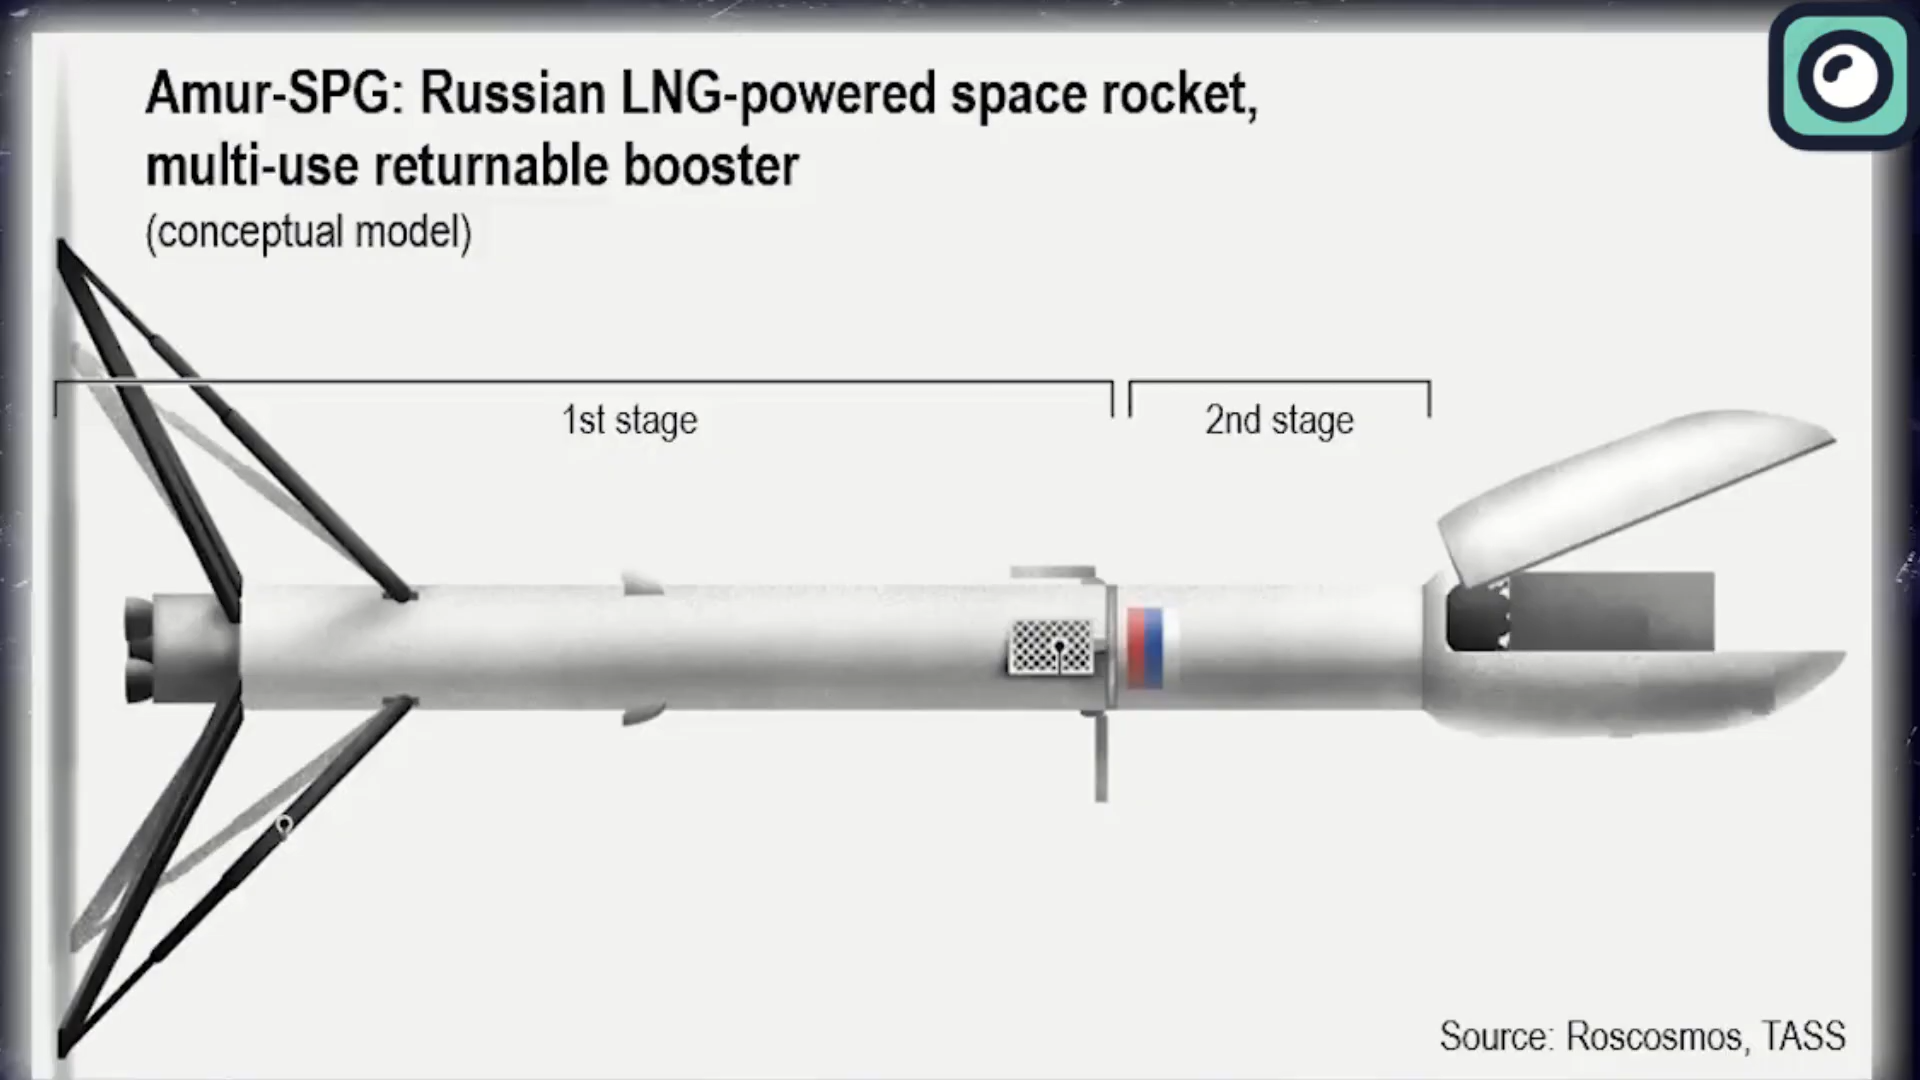 Amur-SPG: Russian LNG-powered space rocket,
multi-use returnable booster
(conceptual model)
1st stage
2nd stage
Source: Roscosmos, TASS